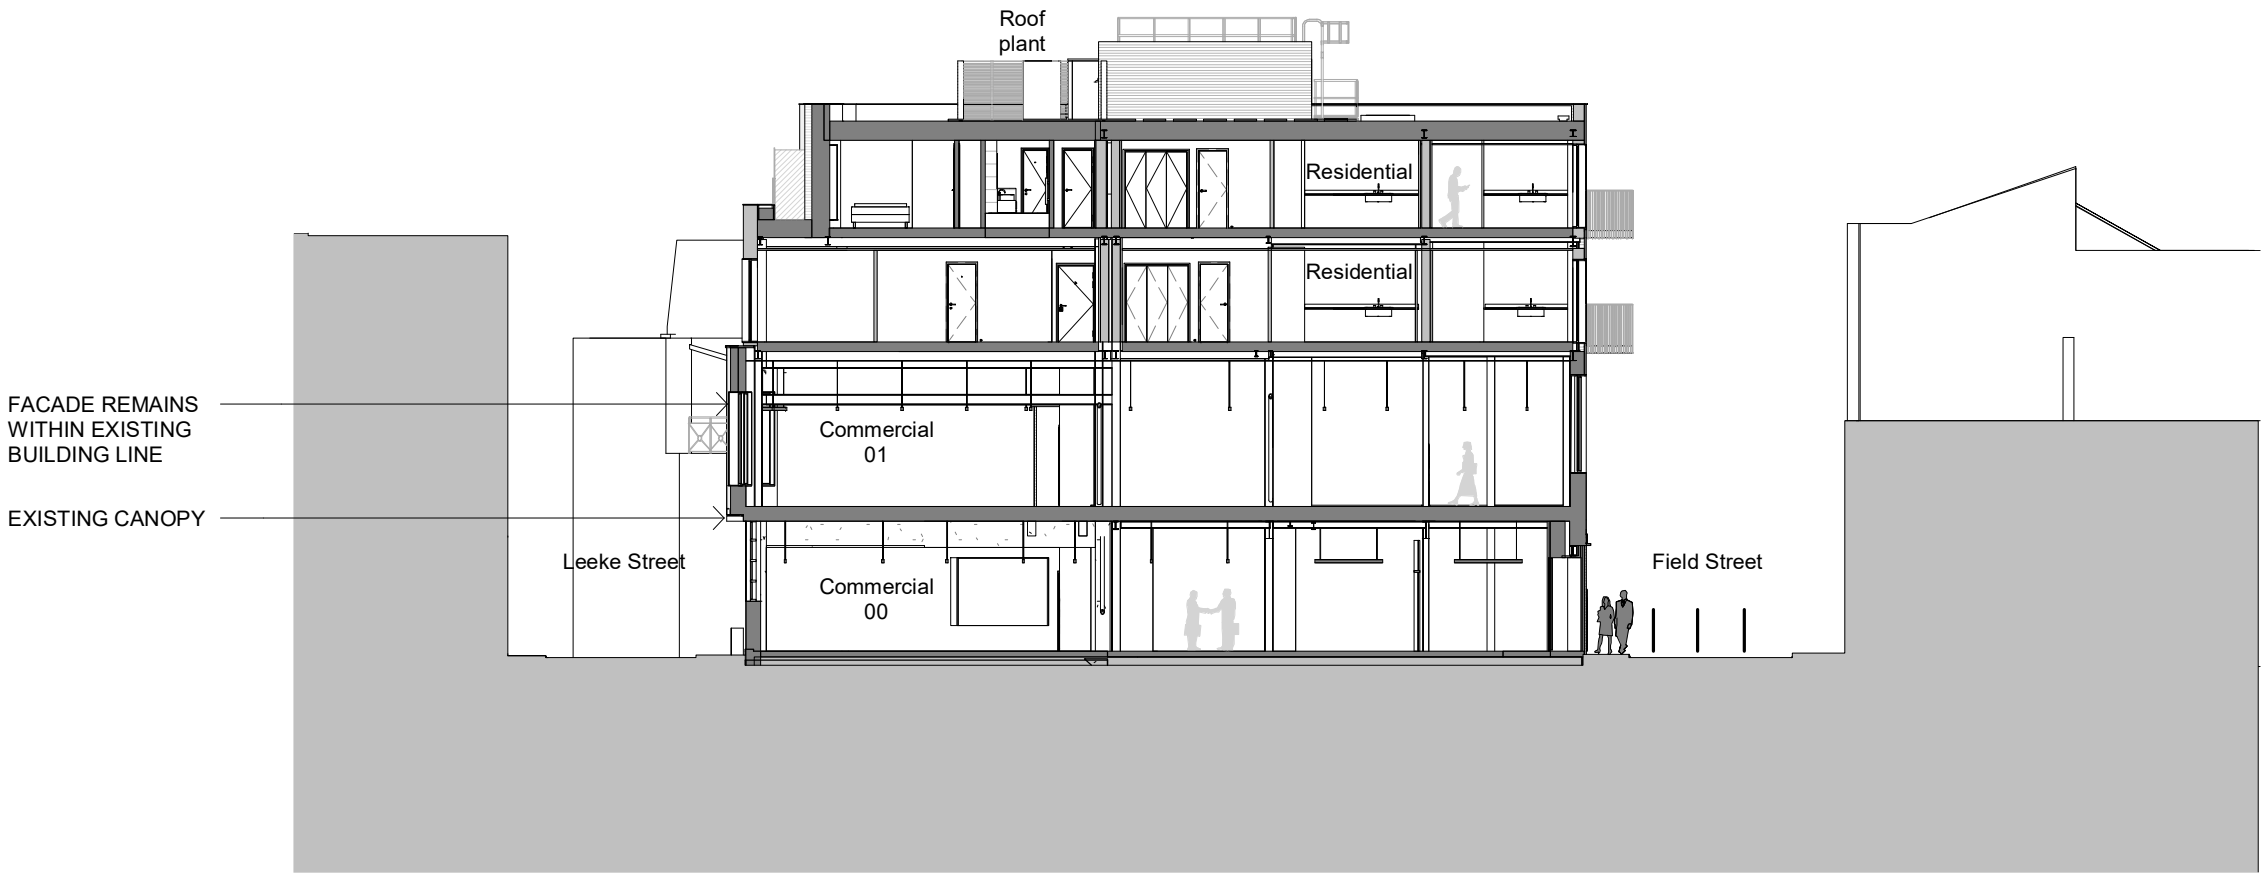 Roof
plant
Residential
Residential
FACADE REMAINS
WITHIN EXISTING
BUILDING LINE
Commercial
01
EXISTING CANOPY
Leeke Street
Field Street
Commercial
00